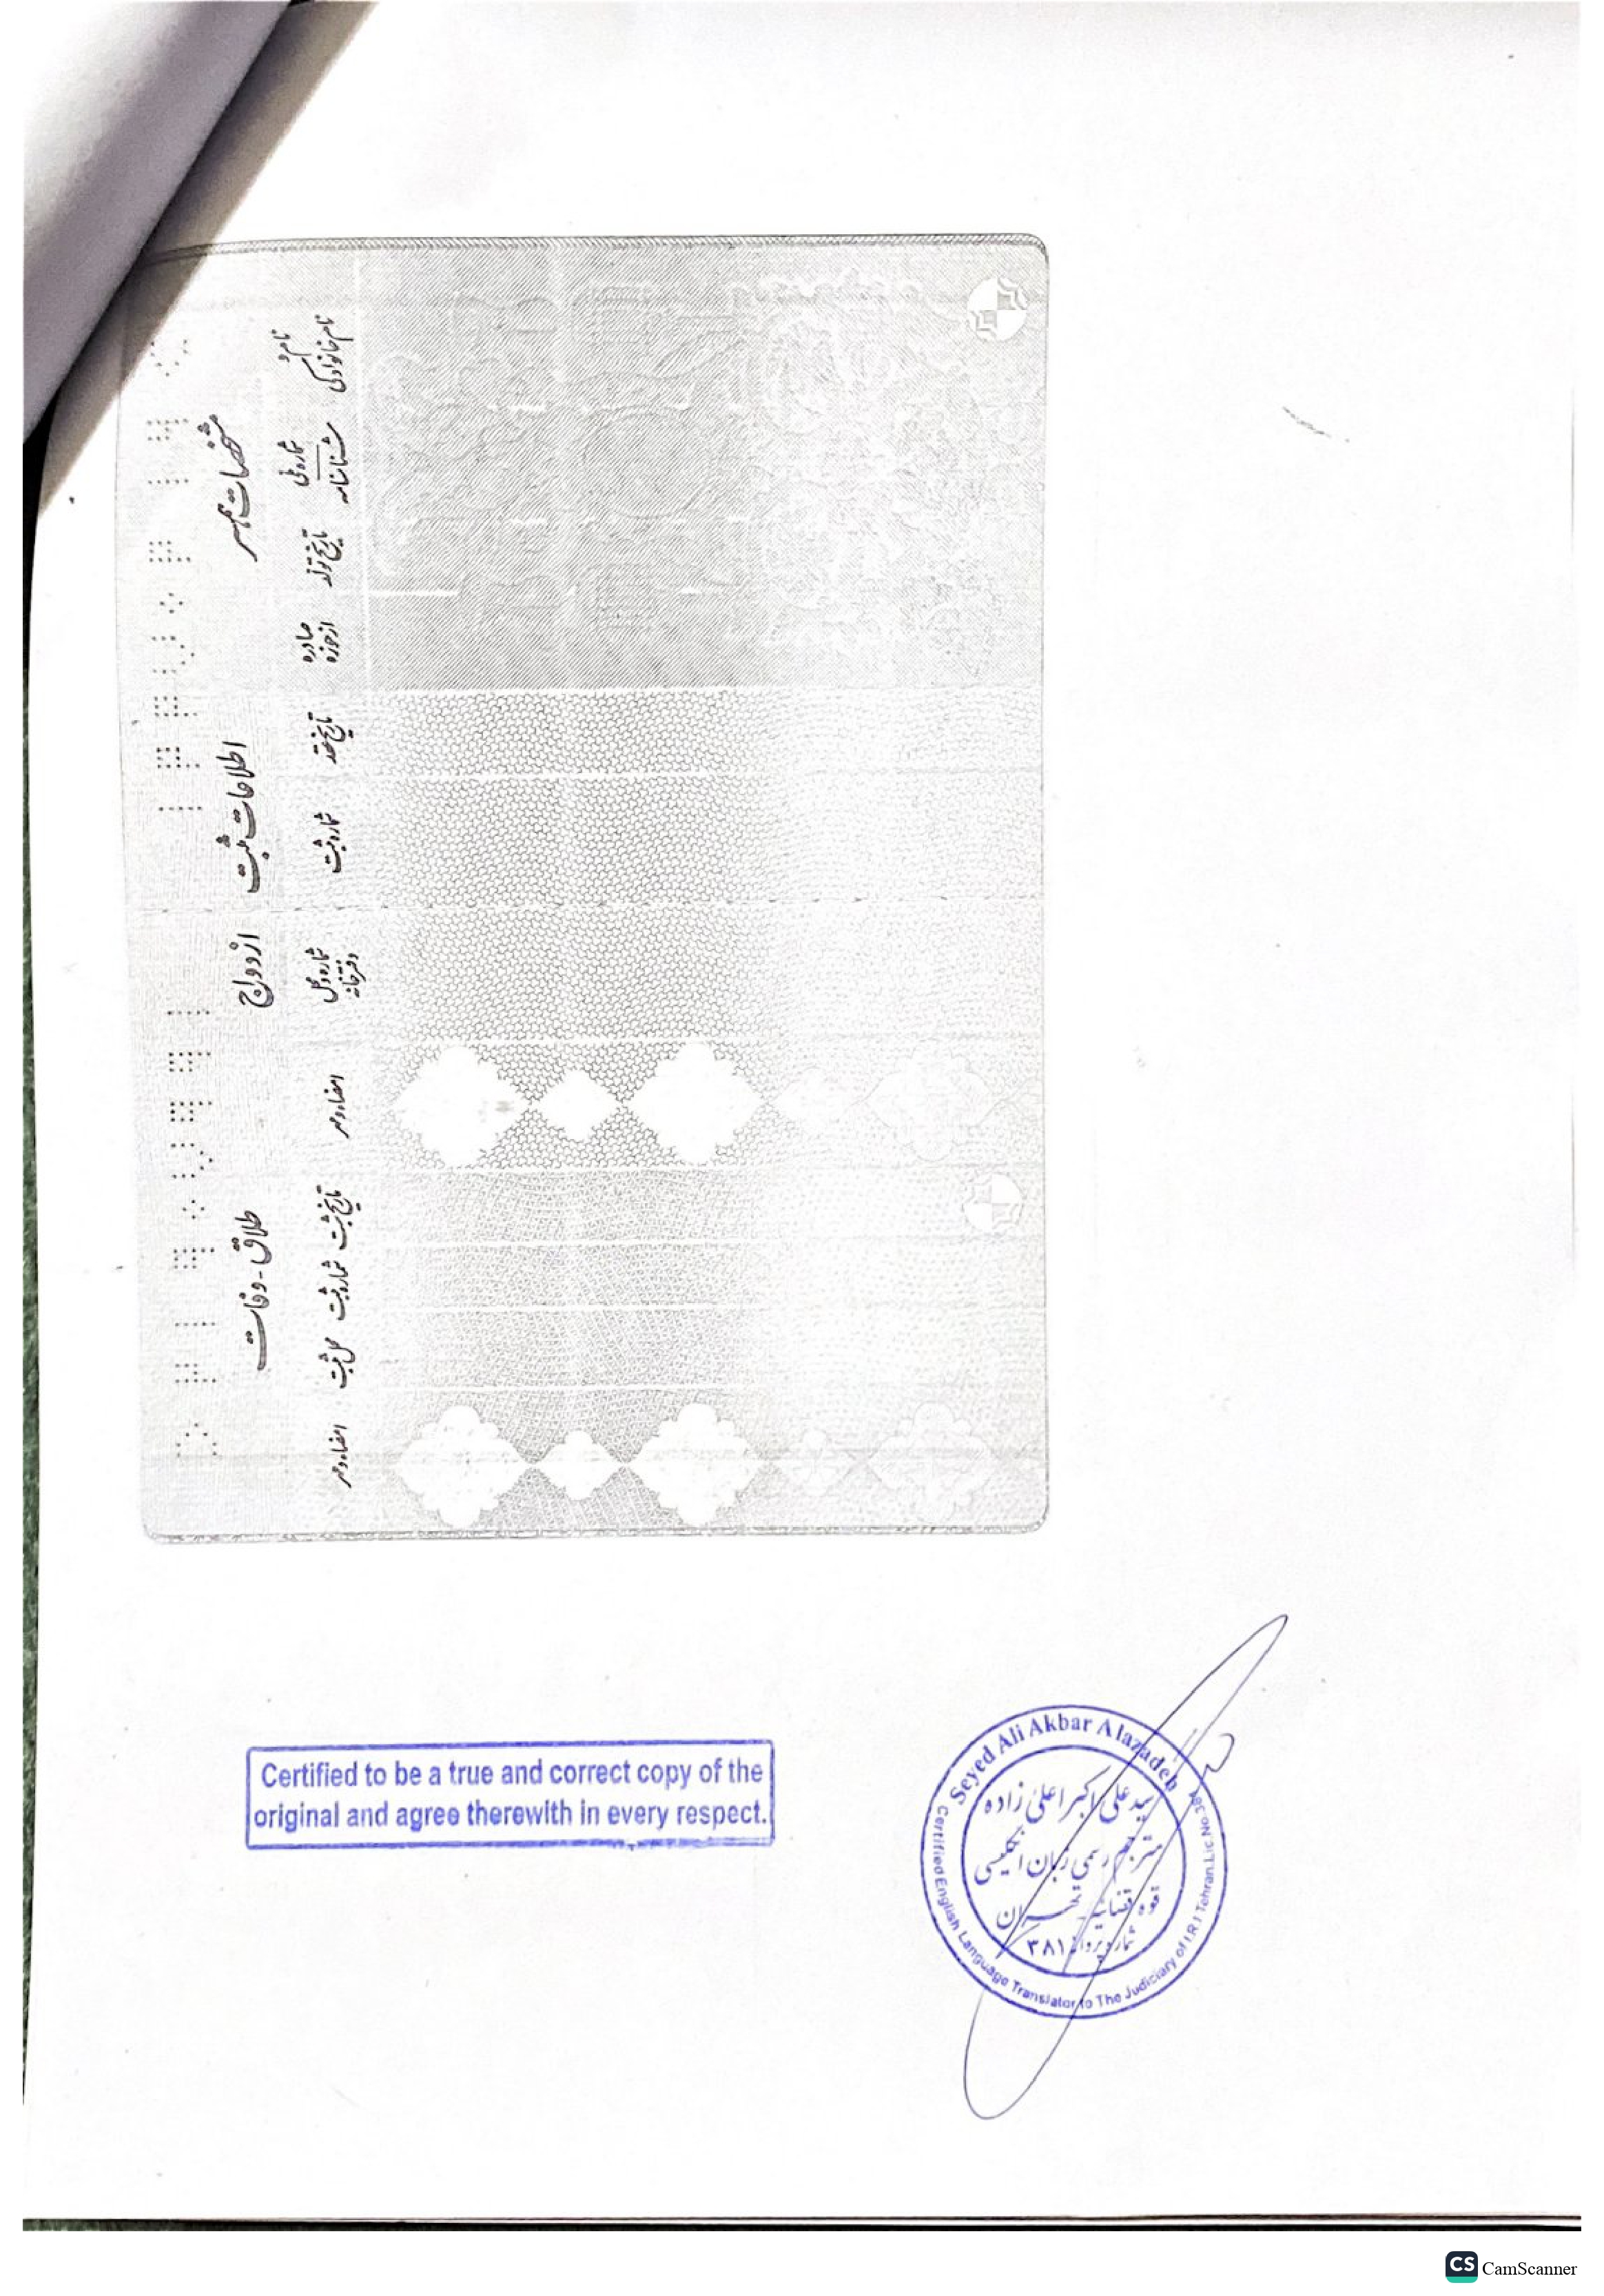 مشخصات همسر
نام و
نام خانوادگی
شماره ملی
شناسنامه
تاریخ تولد
صادره
از حوزه
اطلاعات ثبت ازدواج
تاریخ عقد
شماره ثبت
شماره و محل
دفترخانه
امضاء و مهر
طلاق - وفات
تاریخ ثبت
شماره ثبت
محل ثبت
امضاء و مهر
Certified to be a true and correct copy of the
original and agree therewith in every respect.
Seyed Ali Akbar Alazadeh
سید علی اکبر اعلی زاده
مترجم رسمی زبان انگلیسی
قوه قضائیه تهران
شماره پروانه ۳۸۱
Certified English Language Translator to The Judiciary of I.R.I Tehran.Lic No.381
CS CamScanner